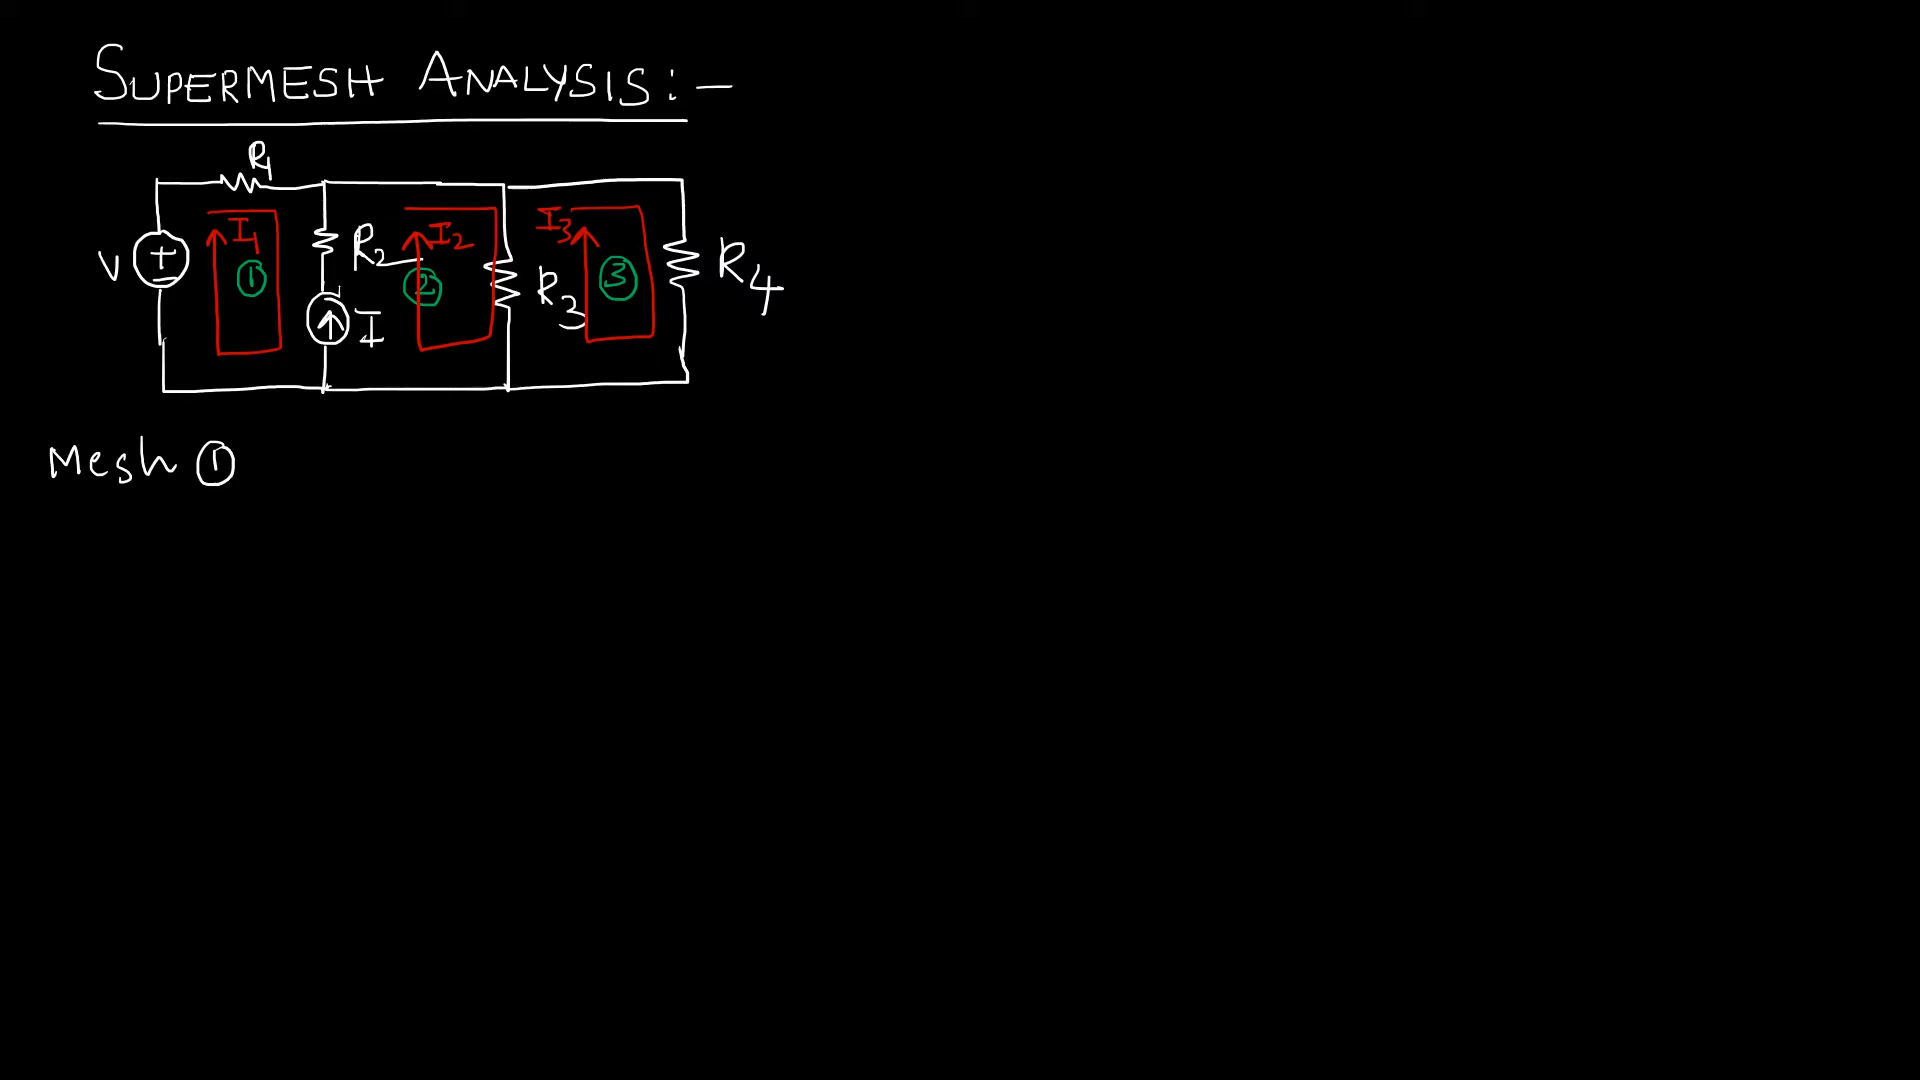 SUPERMESH ANALYSIS:-
R1
V + I1 ① R2 I I2 ② R3 I3 ③ R4
Mesh ①